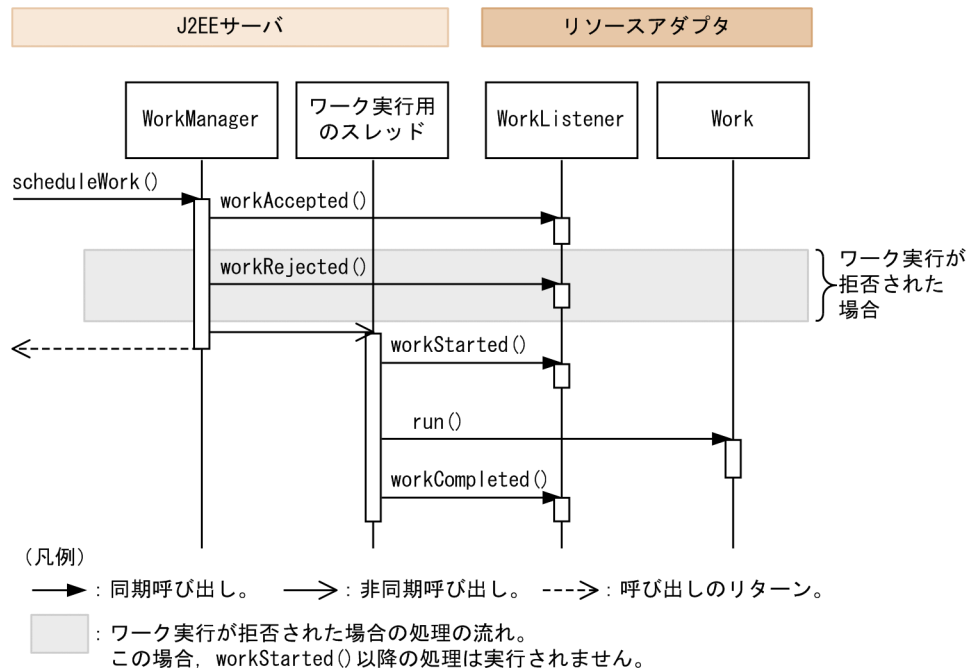 J2EEサーバ
リソースアダプタ
WorkManager
ワーク実行用
のスレッド
WorkListener
Work
scheduleWork()
workAccepted()
workRejected()
ワーク実行が
拒否された
場合
workStarted()
run()
workCompleted()
(凡例)
: 同期呼び出し。
: 非同期呼び出し。
: 呼び出しのリターン。
: ワーク実行が拒否された場合の処理の流れ。
この場合, workStarted()以降の処理は実行されません。